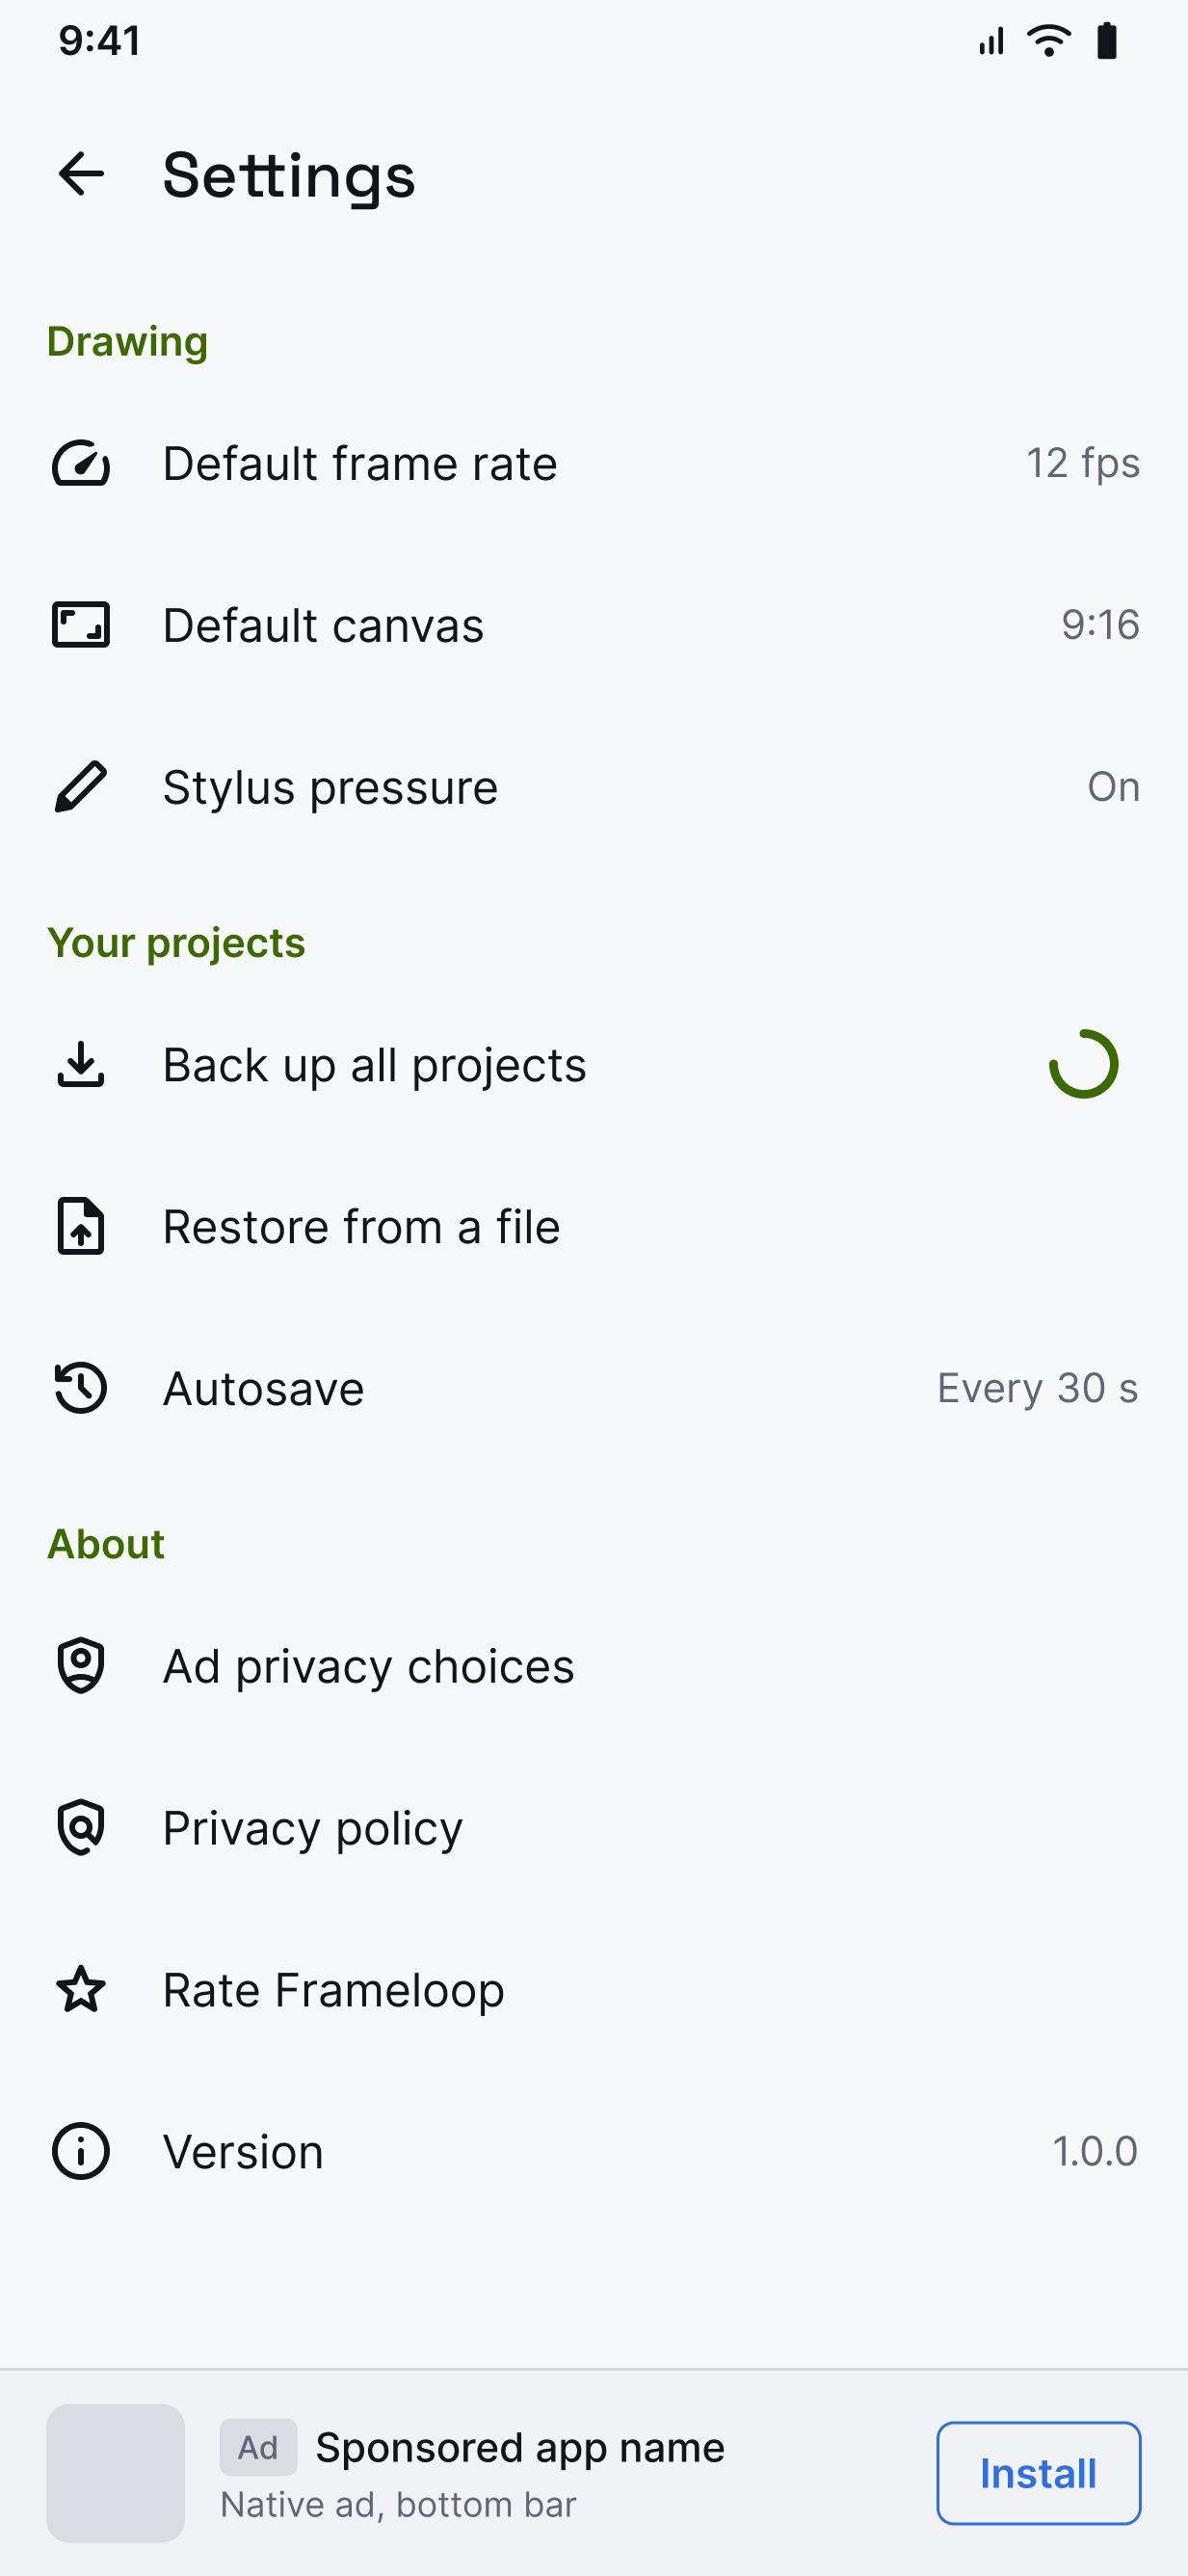 9:41
Settings
Drawing
Default frame rate 12 fps
Default canvas 9:16
Stylus pressure On
Your projects
Back up all projects
Restore from a file
Autosave Every 30 s
About
Ad privacy choices
Privacy policy
Rate Frameloop
Version 1.0.0
Ad Sponsored app name
Native ad, bottom bar
Install